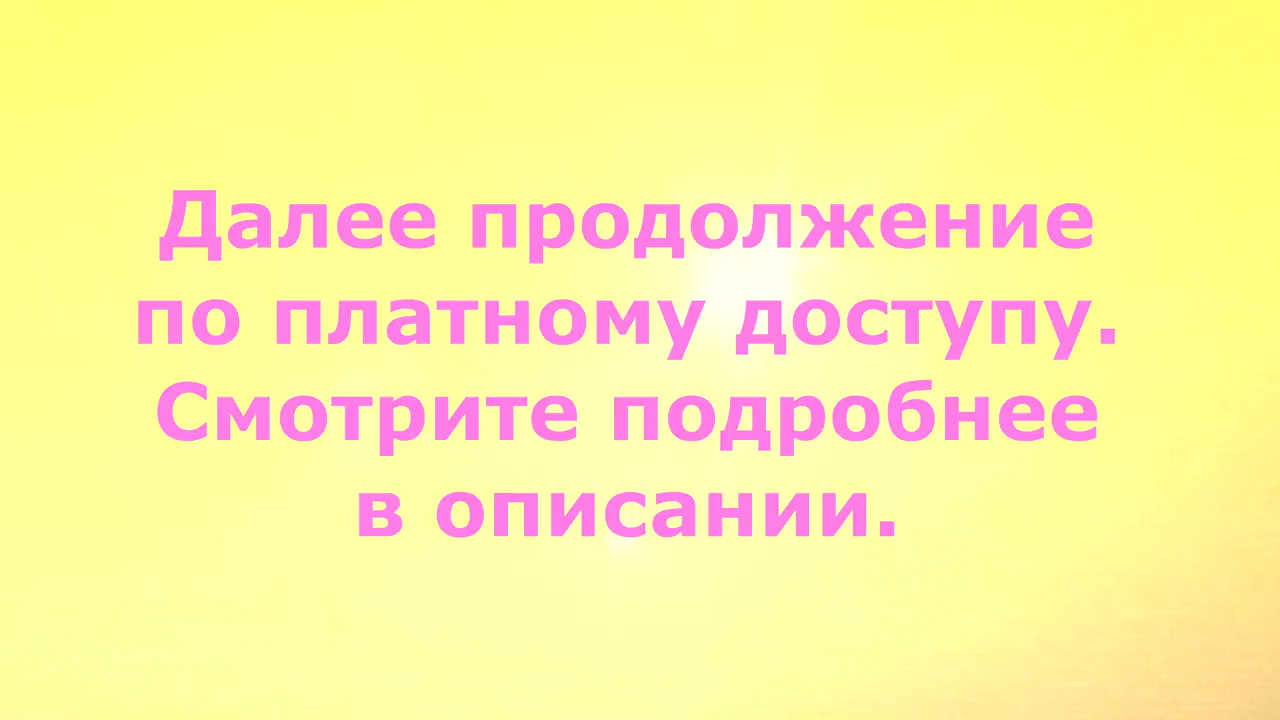 Далее продолжение
по платному доступу.
Смотрите подробнее
в описании.